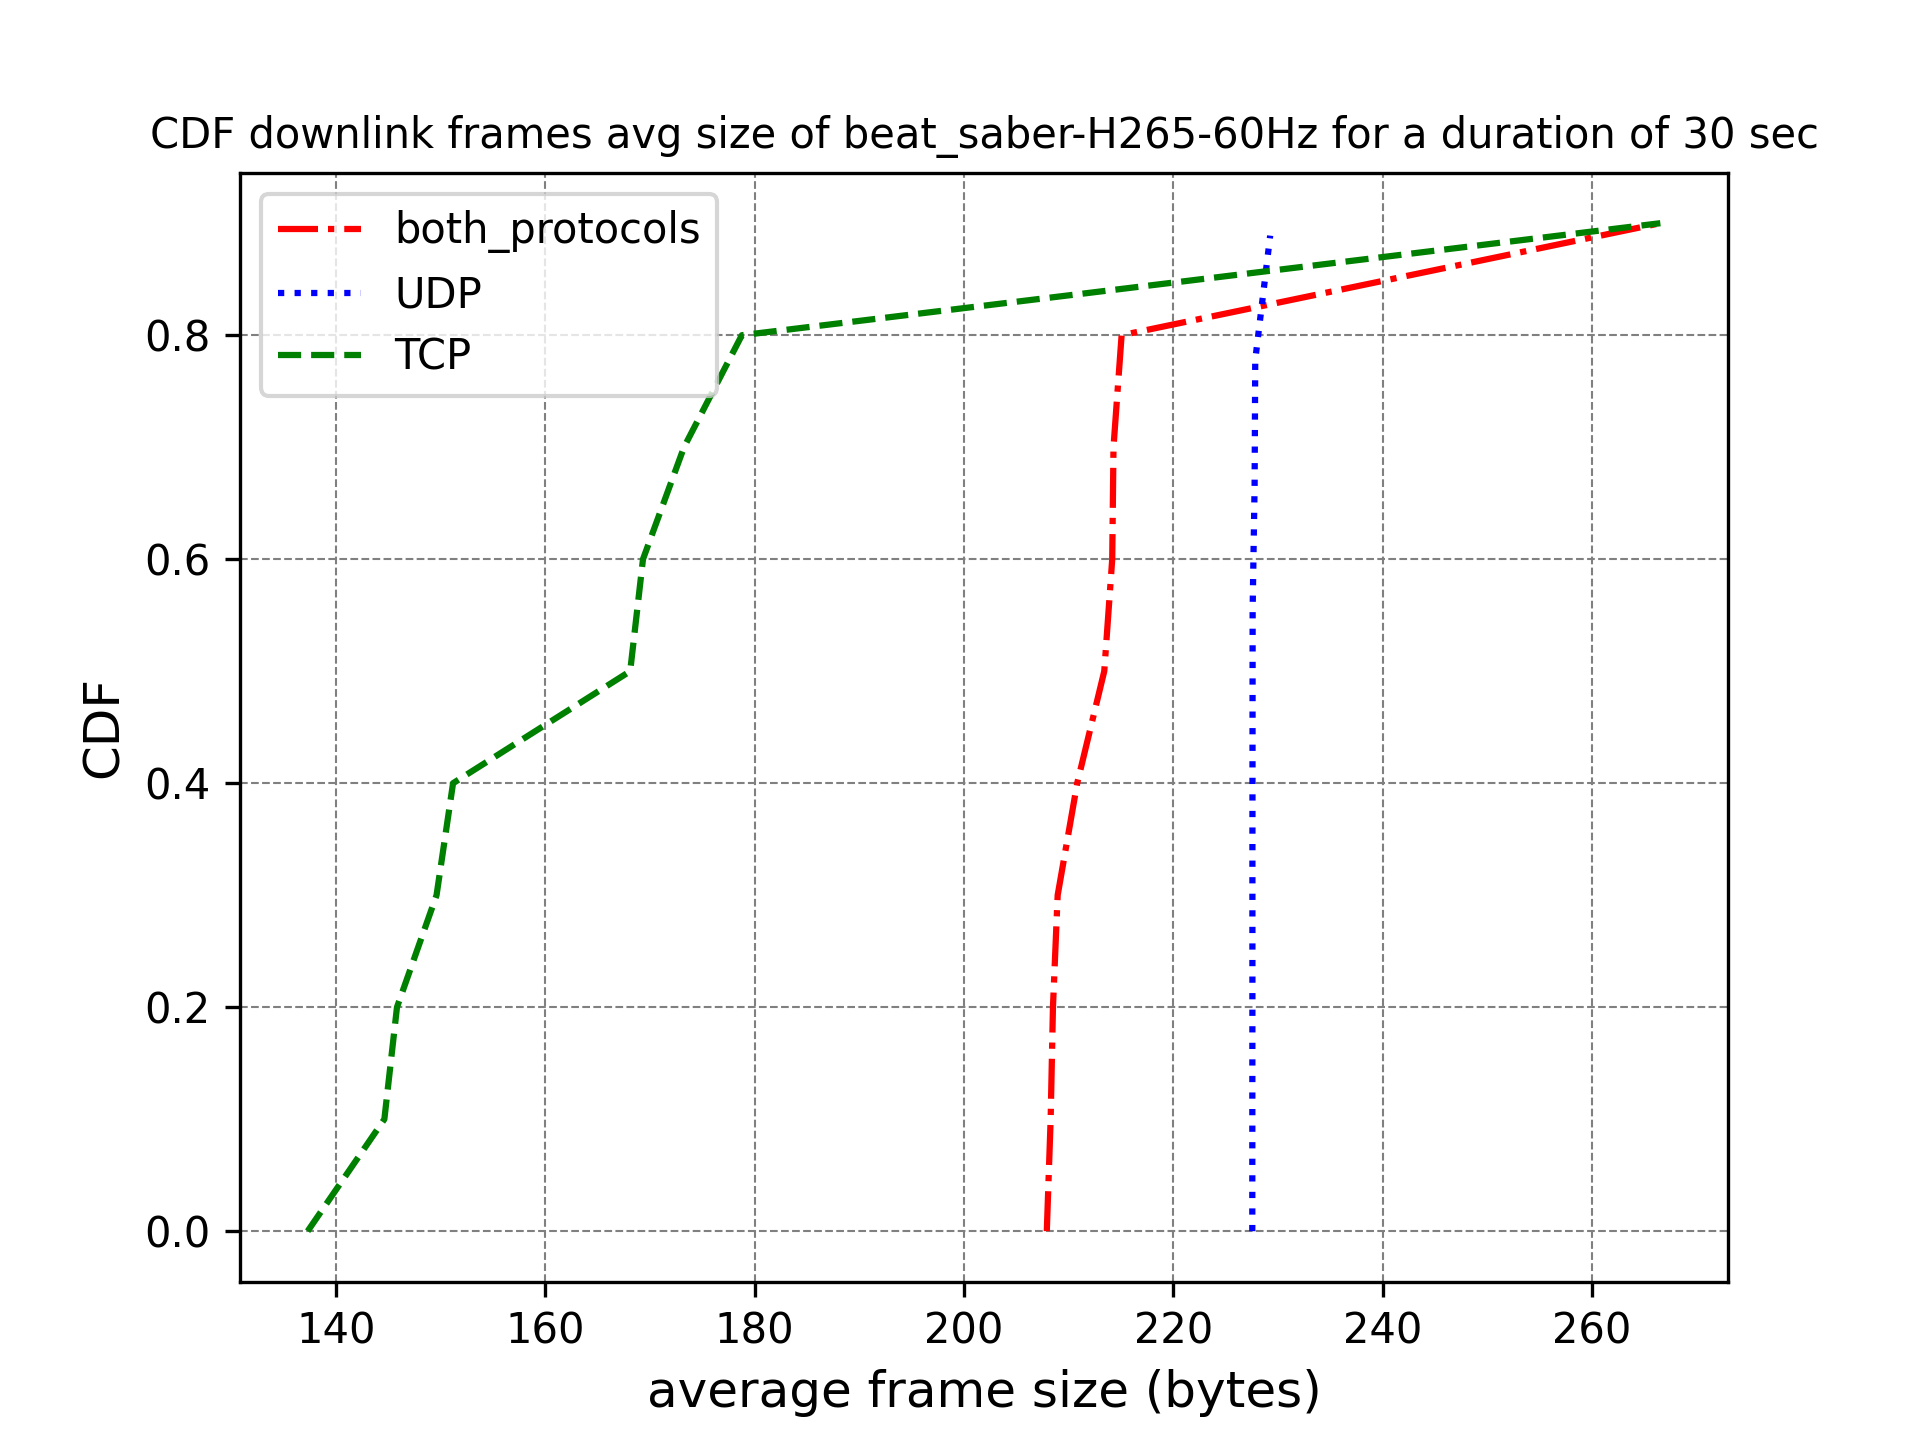 CDF downlink frames avg size of beat_saber-H265-60Hz for a duration of 30 sec
both_protocols
UDP
TCP
0.8
0.6
0.4
0.2
0.0
CDF
140 160 180 200 220 240 260
average frame size (bytes)